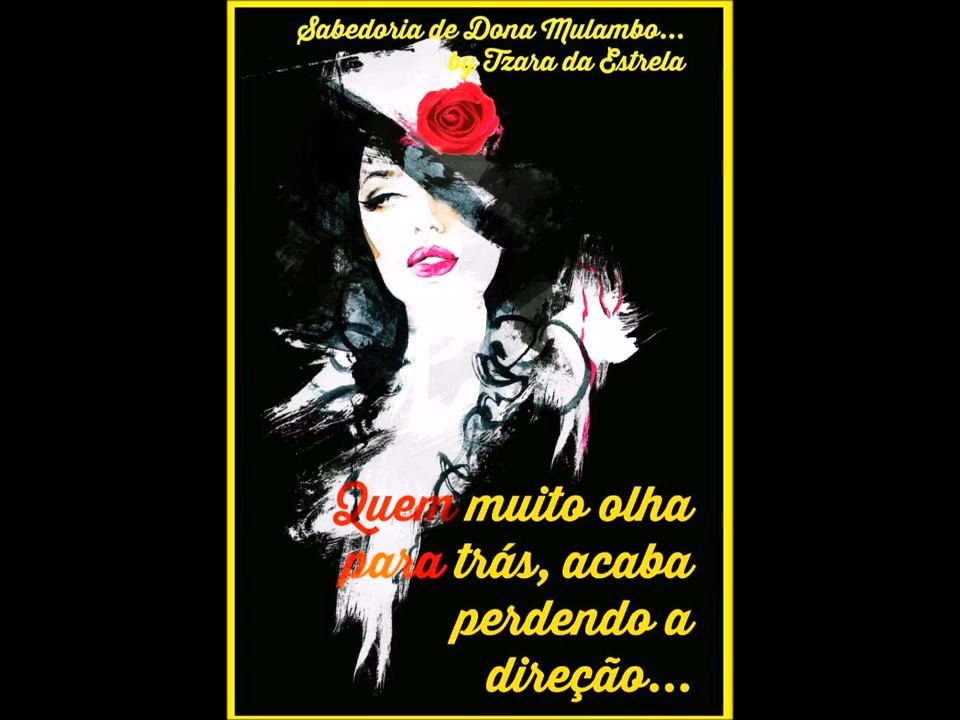 Sabedoria de Dona Mulambo...
by Tzara da Estrela
Quem muito olha
para trás, acaba
perdendo a
direção...